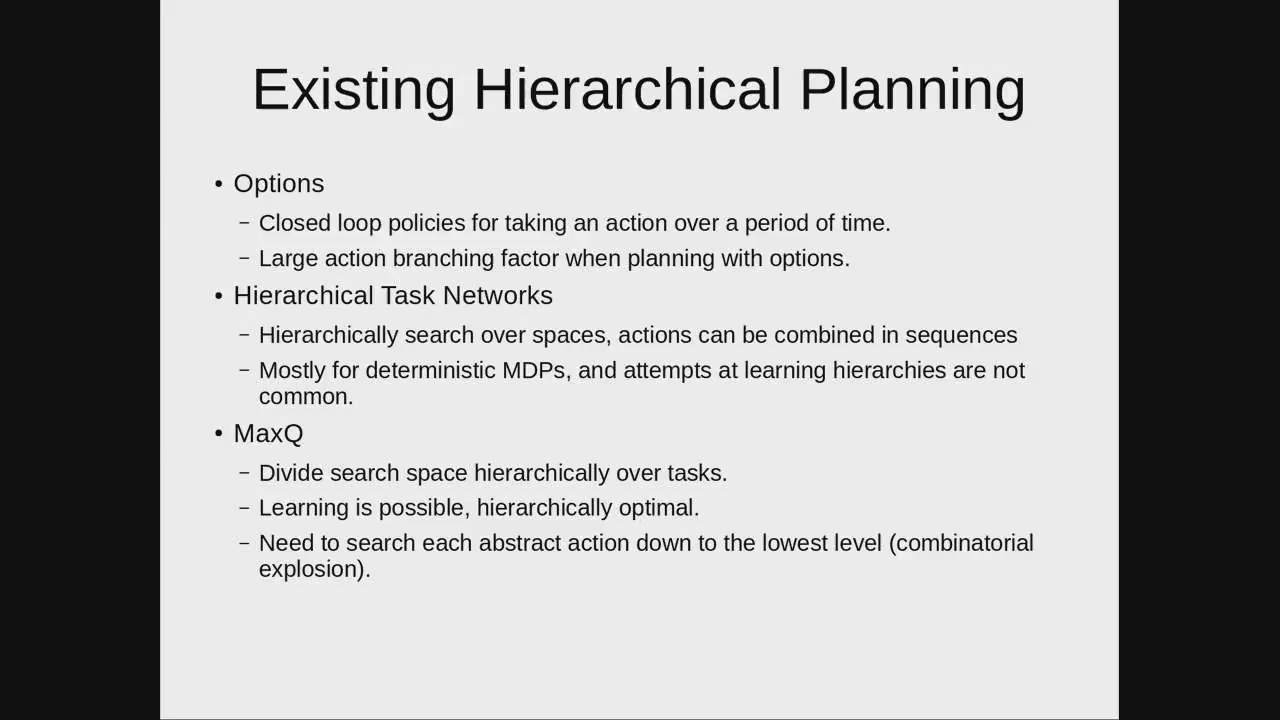 Existing Hierarchical Planning
• Options
– Closed loop policies for taking an action over a period of time.
– Large action branching factor when planning with options.
• Hierarchical Task Networks
– Hierarchically search over spaces, actions can be combined in sequences
– Mostly for deterministic MDPs, and attempts at learning hierarchies are not
common.
• MaxQ
– Divide search space hierarchically over tasks.
– Learning is possible, hierarchically optimal.
– Need to search each abstract action down to the lowest level (combinatorial
explosion).